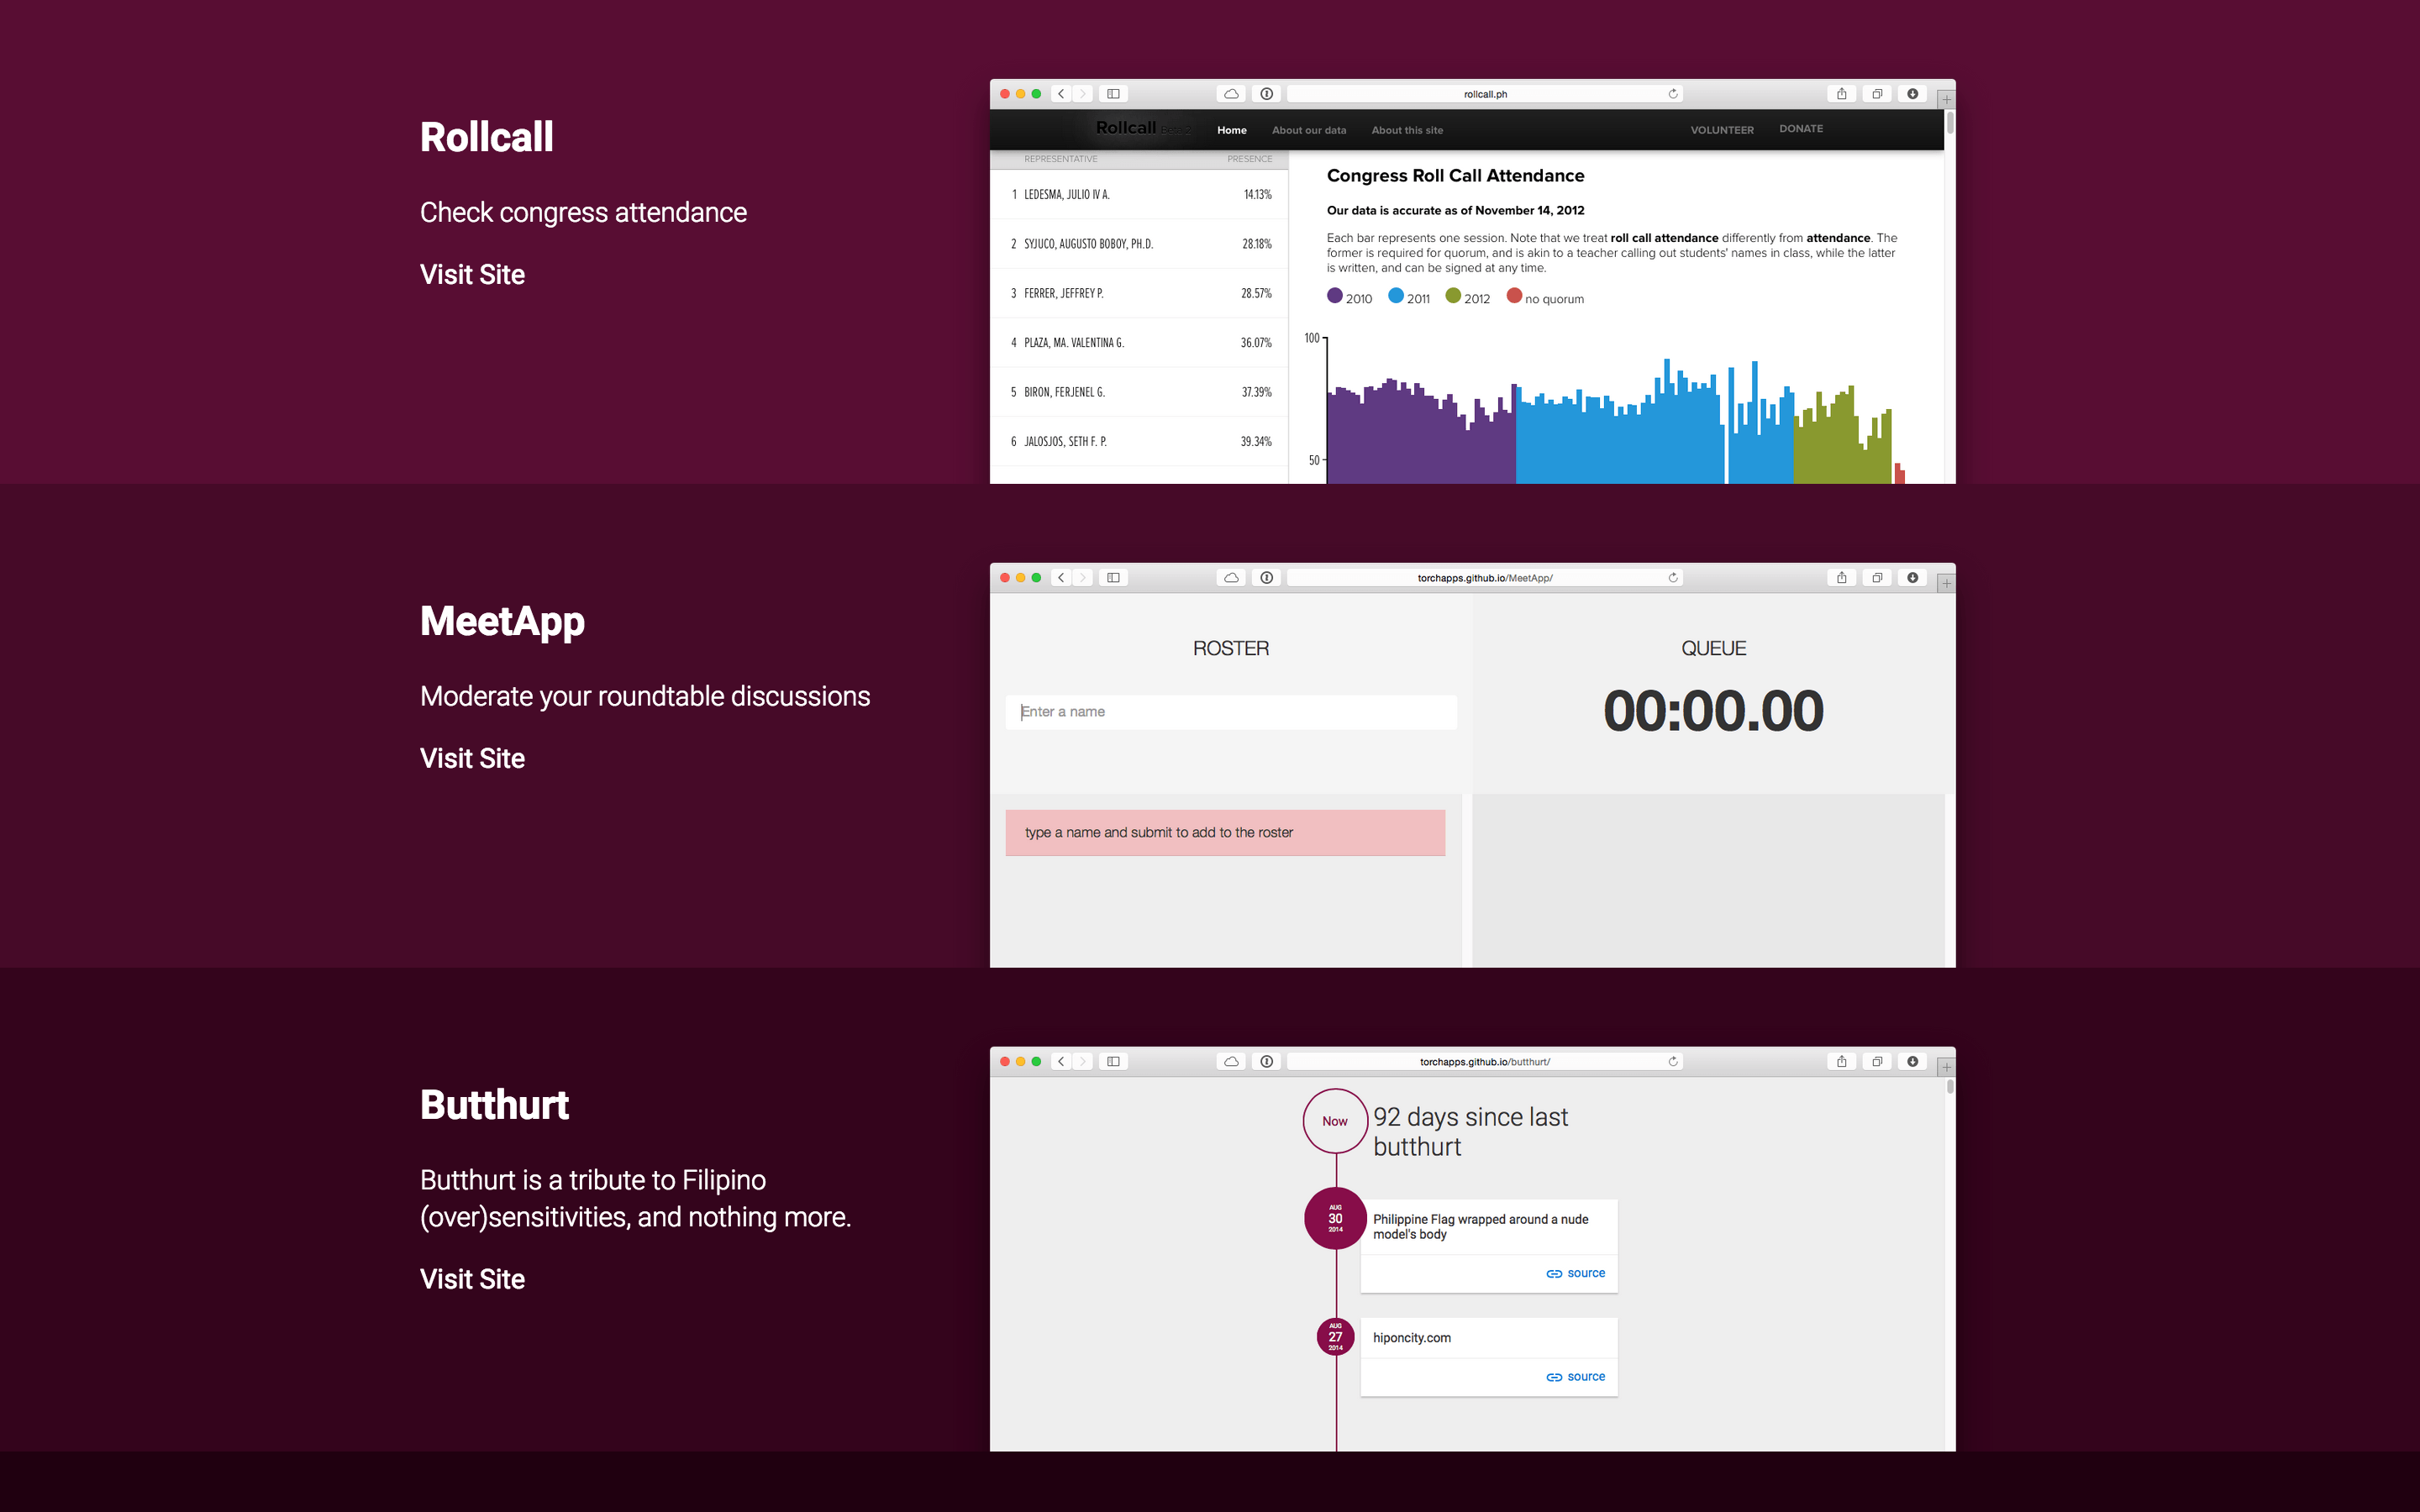 Rollcall
Check congress attendance
Visit Site
rollcall.ph
Rollcall
Home
About our data
About this site
VOLUNTEER
DONATE
REPRESENTATIVE
PRESENCE
1 LEDESMA, JULIO IV A. 14.13%
2 SYJUCO, AUGUSTO BOBOY, PH.D. 28.18%
3 FERRER, JEFFREY P. 28.57%
4 PLAZA, MA. VALENTINA G. 36.07%
5 BIRON, FERJENEL G. 37.39%
6 JALOSJOS, SETH F. P. 39.34%
Congress Roll Call Attendance
Our data is accurate as of November 14, 2012
Each bar represents one session. Note that we treat roll call attendance differently from attendance. The
former is required for quorum, and is akin to a teacher calling out students' names in class, while the latter
is written, and can be signed at any time.
2010 2011 2012 no quorum
100
50
MeetApp
Moderate your roundtable discussions
Visit Site
torchapps.github.io/MeetApp/
ROSTER
Enter a name
type a name and submit to add to the roster
QUEUE
00:00.00
Butthurt
Butthurt is a tribute to Filipino
(over)sensitivities, and nothing more.
Visit Site
torchapps.github.io/butthurt/
Now
92 days since last
butthurt
AUG
30
2014
Philippine Flag wrapped around a nude
model's body
source
AUG
27
2014
hiponcity.com
source